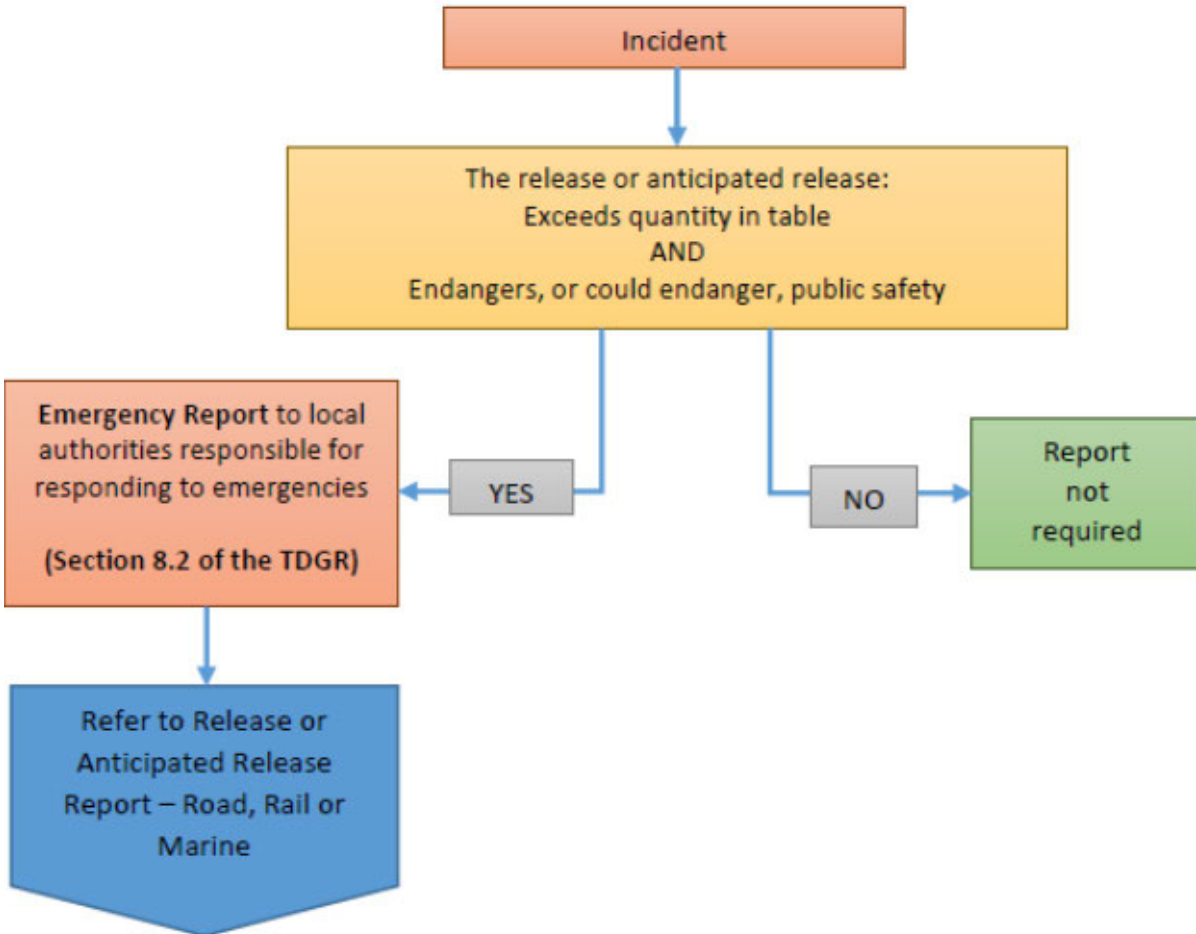 Incident
The release or anticipated release:
Exceeds quantity in table
AND
Endangers, or could endanger, public safety
Emergency Report to local
authorities responsible for
responding to emergencies
(Section 8.2 of the TDGR)
YES
NO
Report
not
required
Refer to Release or
Anticipated Release
Report – Road, Rail or
Marine